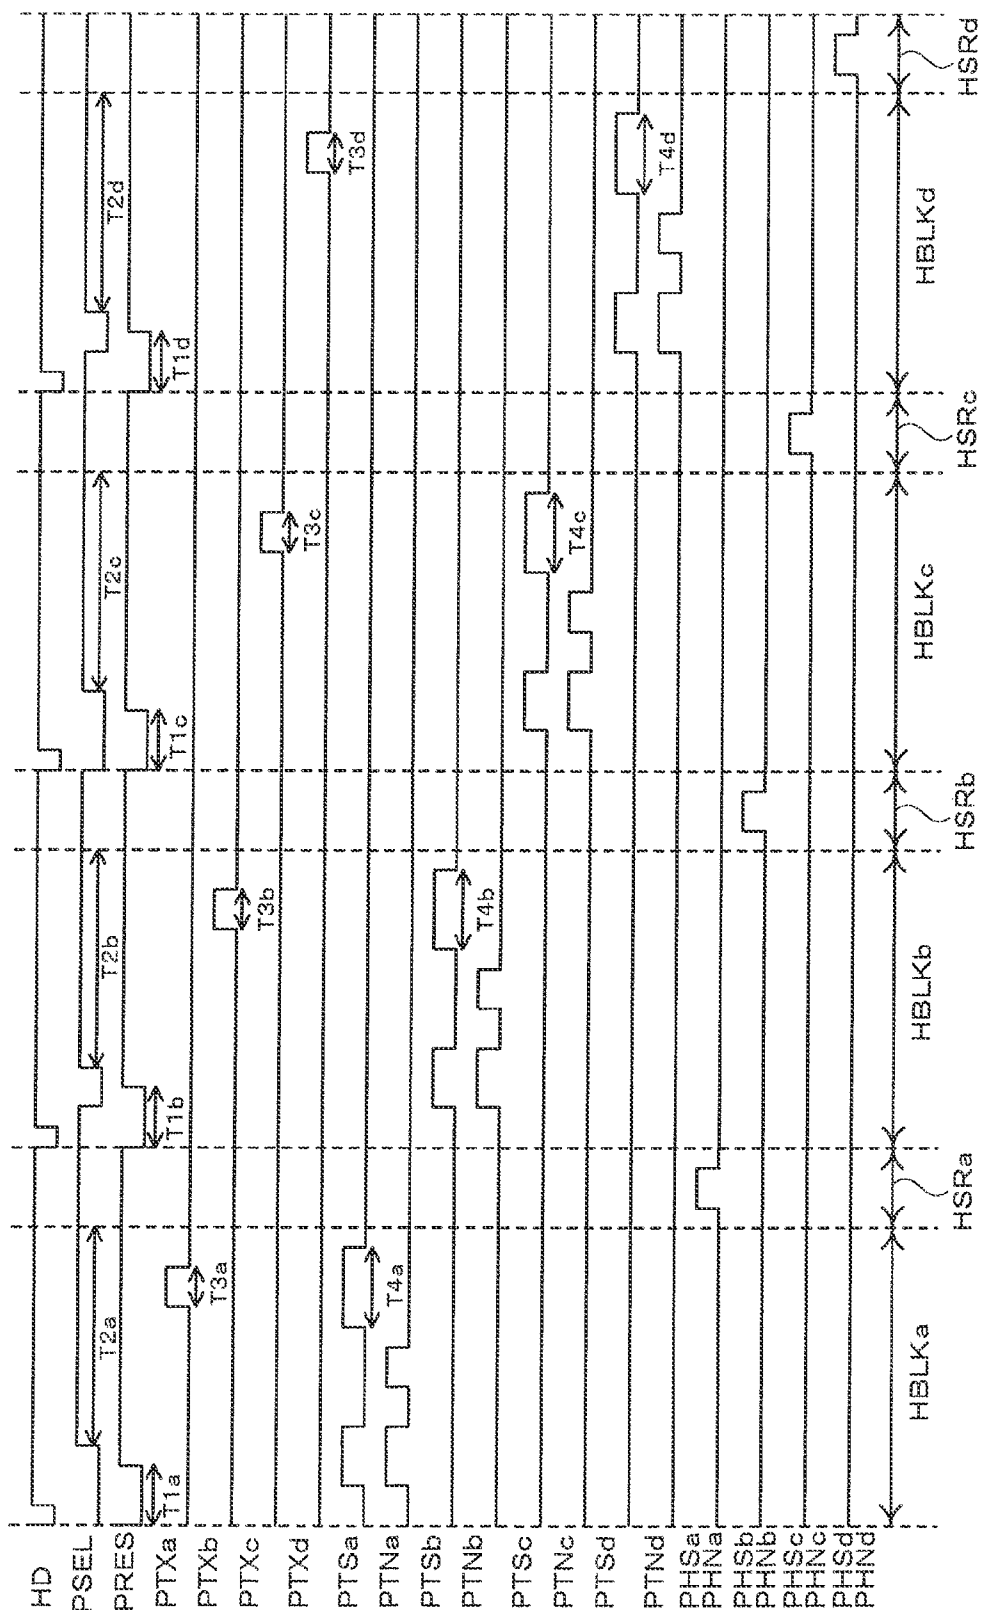 HD
PSEL
PRES
PTXa
PTXb
PTXc
PTXd
PTSa
PTNa
PTSb
PTNb
PTSc
PTNc
PTSd
PTNd
PHSa
PHNa
PHSb
PHNb
PHSc
PHNc
PHSd
PHNd
T2a
T2b
T2c
T2d
T1a
T1b
T1c
T1d
T3a
T3b
T3c
T3d
T4a
T4b
T4c
T4d
HBLKa
HBLKb
HBLKc
HBLKd
HSRa
HSRb
HSRc
HSRd